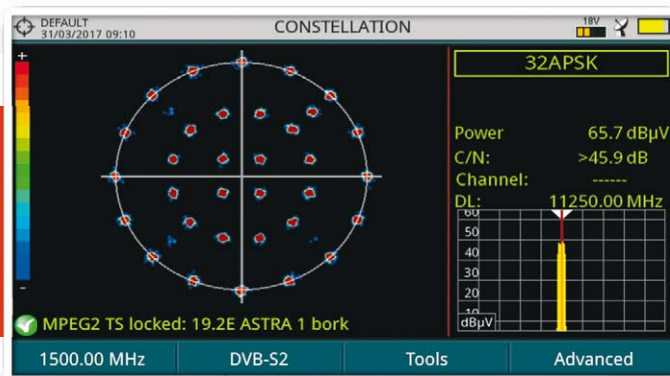 DEFAULT
31/03/2017 09:10
CONSTELLATION
18V
+
-
32APSK
Power 65.7 dBµV
C/N: >45.9 dB
Channel: ------
DL: 11250.00 MHz
60
50
40
30
20
10
dBµV
MPEG2 TS locked: 19.2E ASTRA 1 bork
1500.00 MHz DVB-S2 Tools Advanced